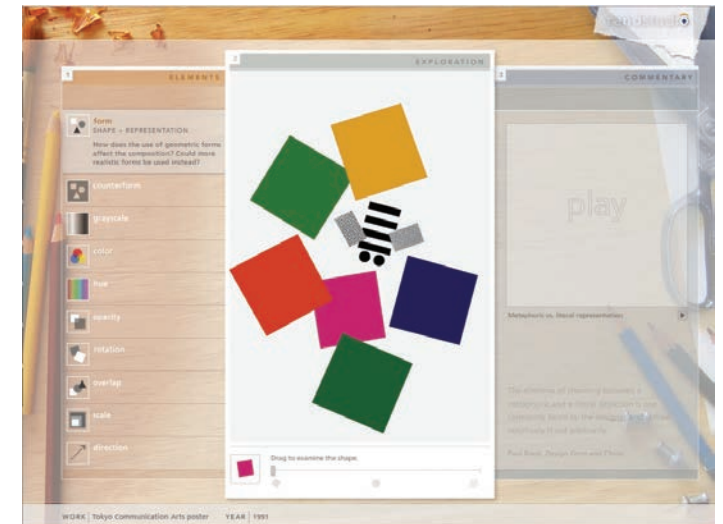 randstudio
1
ELEMENTS
form
SHAPE + REPRESENTATION
How does the use of geometric forms
affect the composition? Could more
realistic forms be used instead?
counterform
grayscale
color
hue
opacity
rotation
overlap
scale
direction
2
EXPLORATION
Drag to examine the shape.
3
COMMENTARY
play
Metaphoric vs. literal representation
WORK | Tokyo Communication Arts poster YEAR | 1991